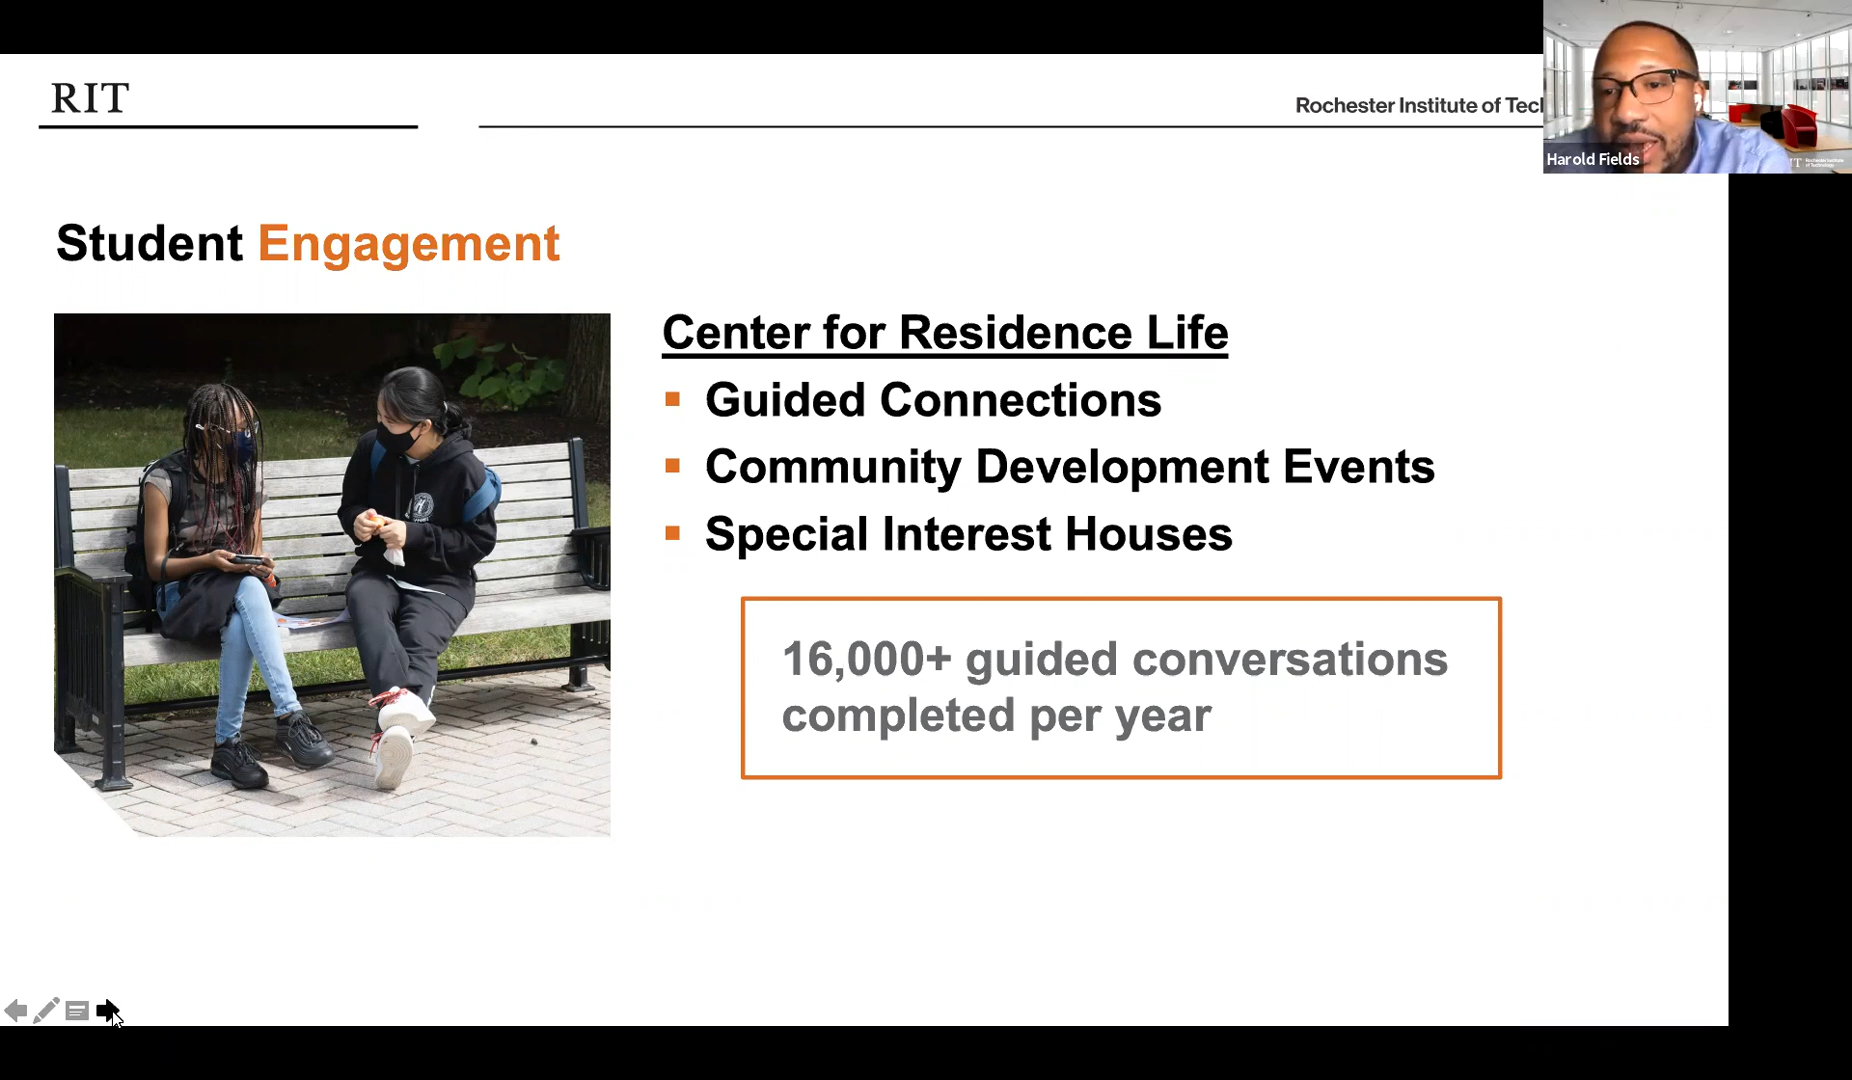 RIT
Rochester Institute of Tec
Harold Fields
Student Engagement
Center for Residence Life
Guided Connections
Community Development Events
Special Interest Houses
16,000+ guided conversations
completed per year